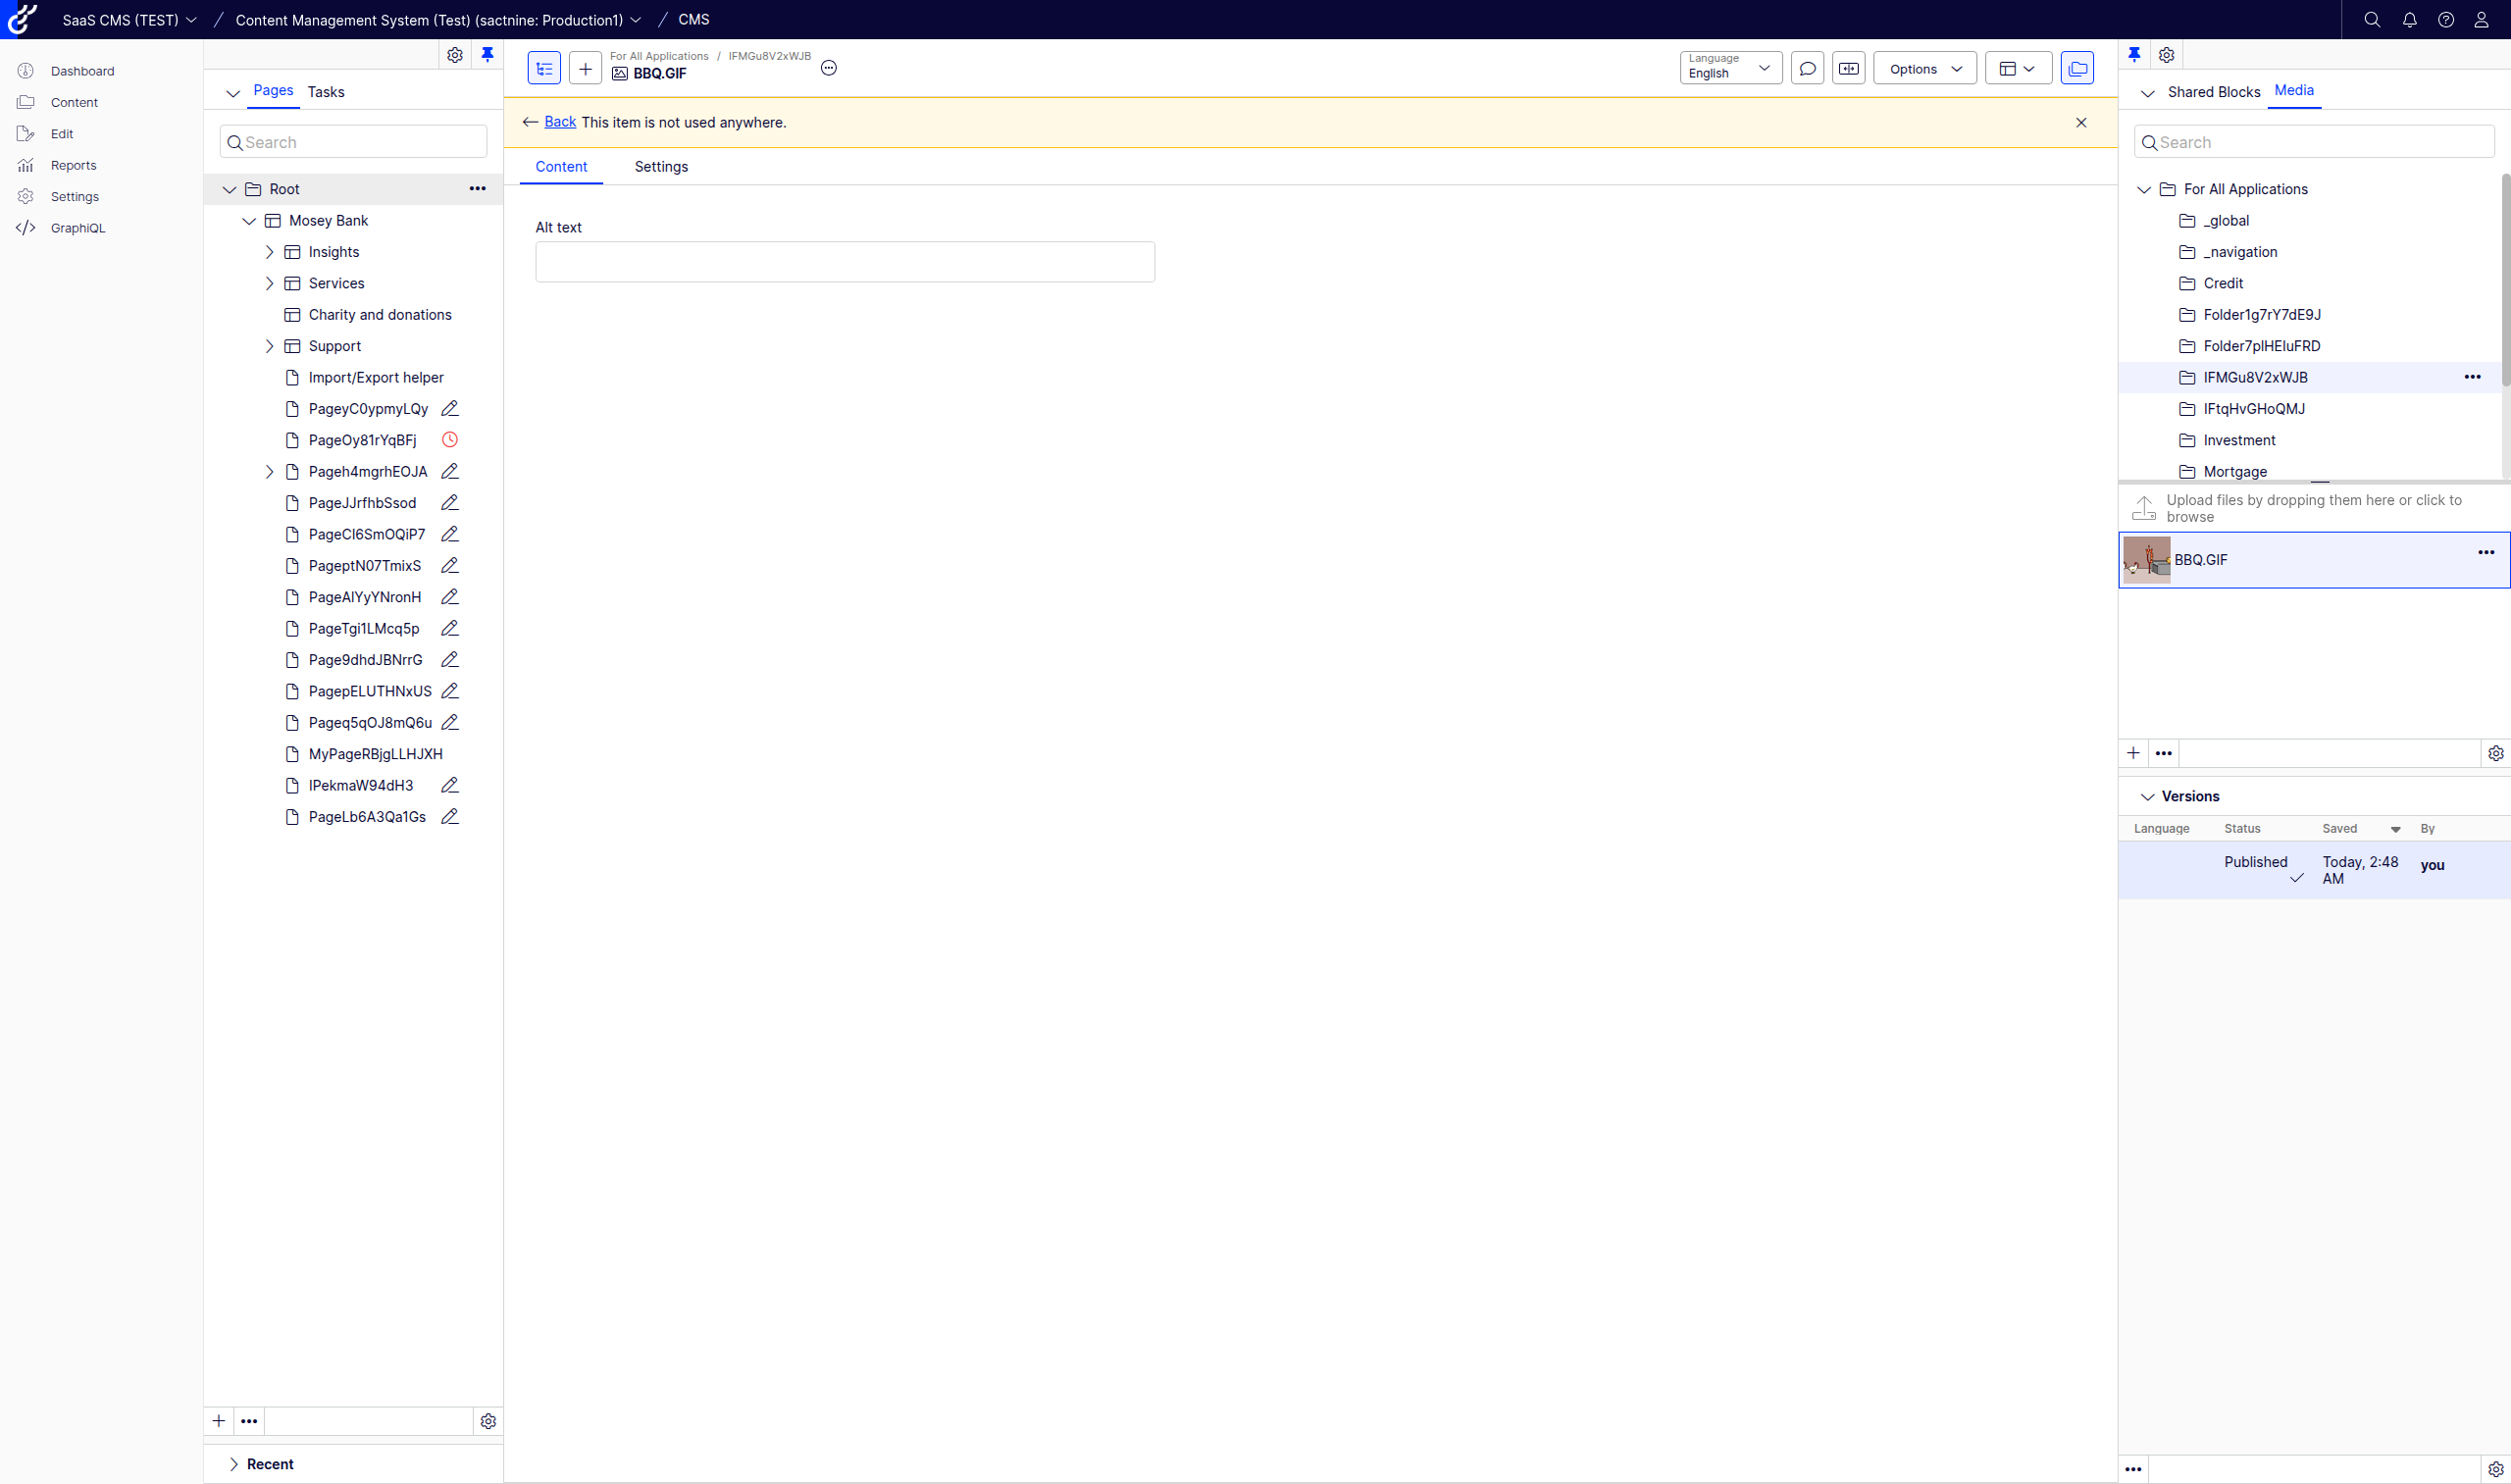 SaaS CMS (TEST) / Content Management System (Test) (sactnine: Production1) / CMS
Dashboard
Content
Edit
Reports
Settings
GraphiQL
Pages Tasks
Search
Root
Mosey Bank
Insights
Services
Charity and donations
Support
Import/Export helper
PageyC0ypmyLQy
PageOy81rYqBFj
Pageh4mgrhEOJA
PageJJrfhbSsod
PageCl6SmOQiP7
PageptN07TmixS
PageAlYyYNronH
PageTgi1LMcq5p
Page9dhdJBNrrG
PagepELUTHNxUS
Pageq5qOJ8mQ6u
MyPageRBjgLLHJXH
IPekmaW94dH3
PageLb6A3Qa1Gs
Recent
For All Applications / IFMGu8V2xWJB
BBQ.GIF
Language
English
Options
Back This item is not used anywhere.
Content Settings
Alt text
Shared Blocks Media
Search
For All Applications
_global
_navigation
Credit
Folder1g7rY7dE9J
Folder7plHEluFRD
IFMGu8V2xWJB
IFtqHvGHoQMJ
Investment
Mortgage
Upload files by dropping them here or click to
browse
BBQ.GIF
Versions
Language Status Saved By
Published Today, 2:48 you
AM